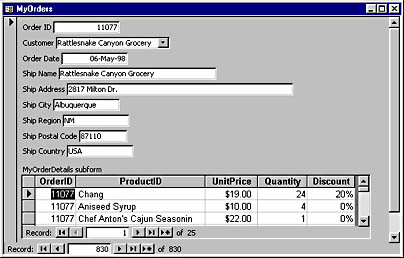 MyOrders
Order ID 11077
Customer Rattlesnake Canyon Grocery
Order Date 06-May-98
Ship Name Rattlesnake Canyon Grocery
Ship Address 2817 Milton Dr.
Ship City Albuquerque
Ship Region NM
Ship Postal Code 87110
Ship Country USA
MyOrderDetails subform
OrderID ProductID UnitPrice Quantity Discount
11077 Chang $19.00 24 20%
11077 Aniseed Syrup $10.00 4 0%
11077 Chef Anton's Cajun Seasonin $22.00 1 0%
Record: 1 of 25
Record: 830 of 830